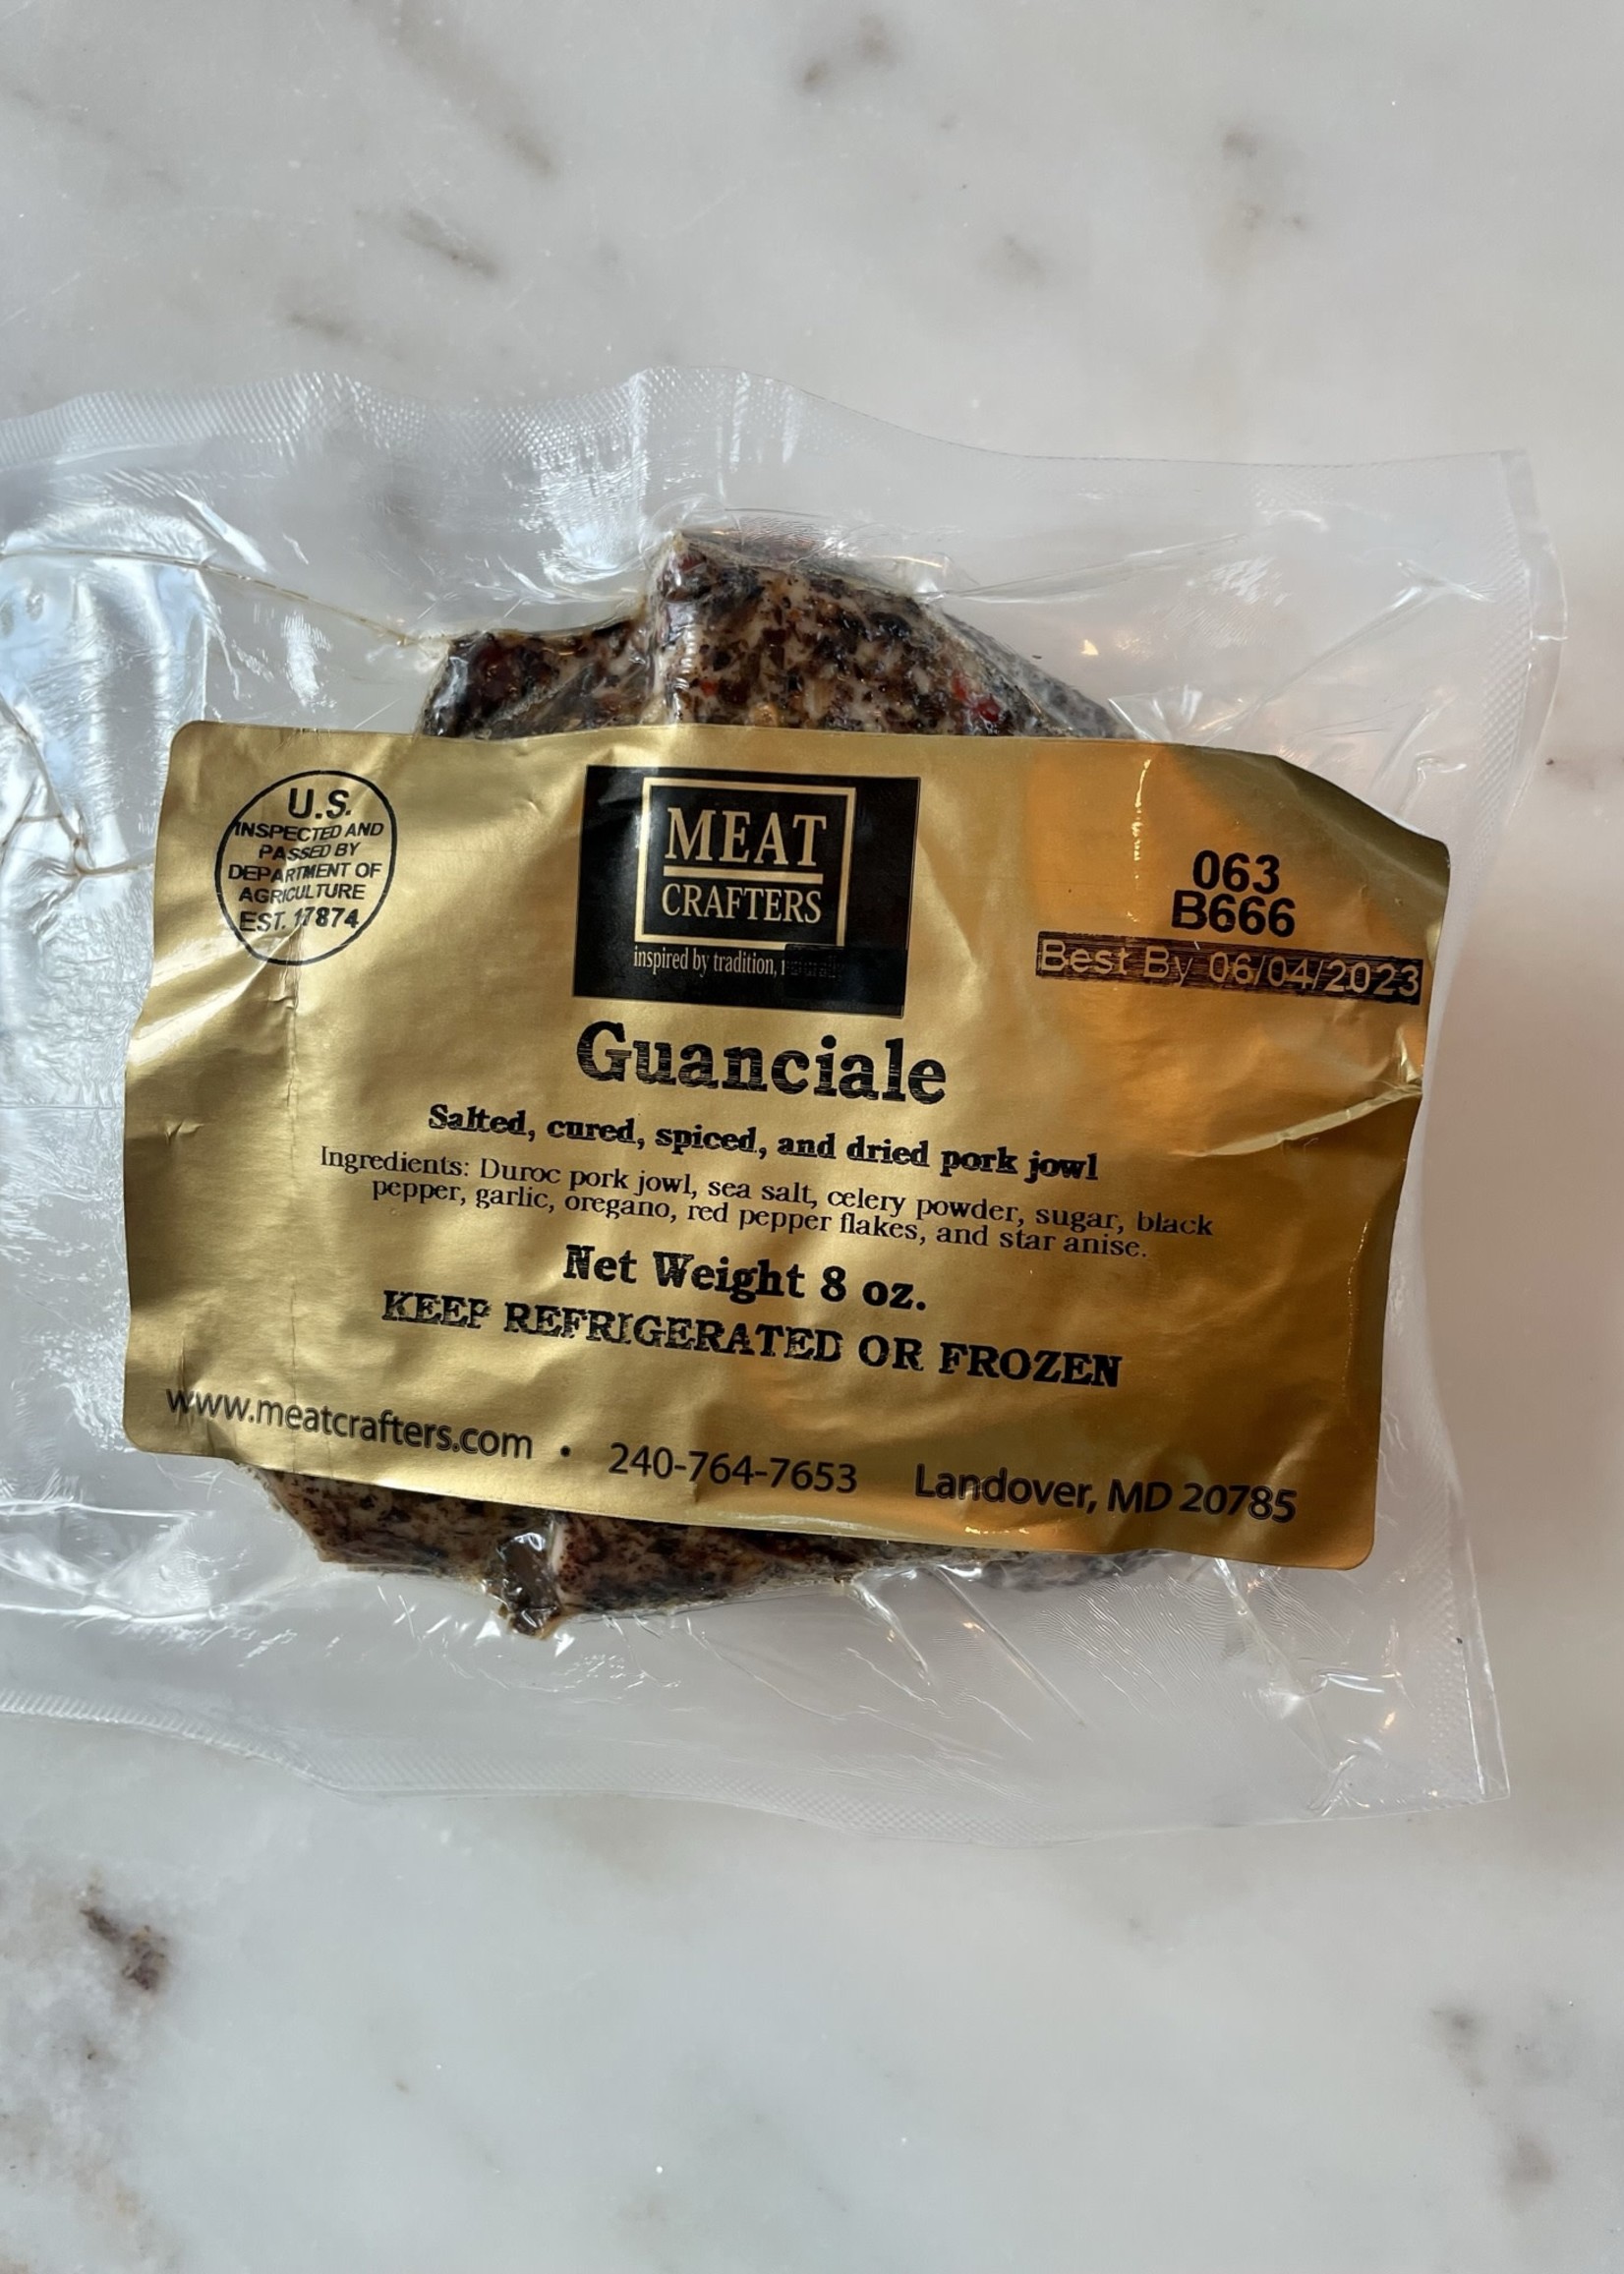 U.S.
INSPECTED AND
PASSED BY
DEPARTMENT OF
AGRICULTURE
EST. 17874
MEAT
CRAFTERS
inspired by tradition,
063
B666
Best By 06/04/2023
Guanciale
Salted, cured, spiced, and dried pork jowl
Ingredients: Duroc pork jowl, sea salt, celery powder, sugar, black
pepper, garlic, oregano, red pepper flakes, and star anise.
Net Weight 8 oz.
KEEP REFRIGERATED OR FROZEN
www.meatcrafters.com • 240-764-7653 Landover, MD 20785